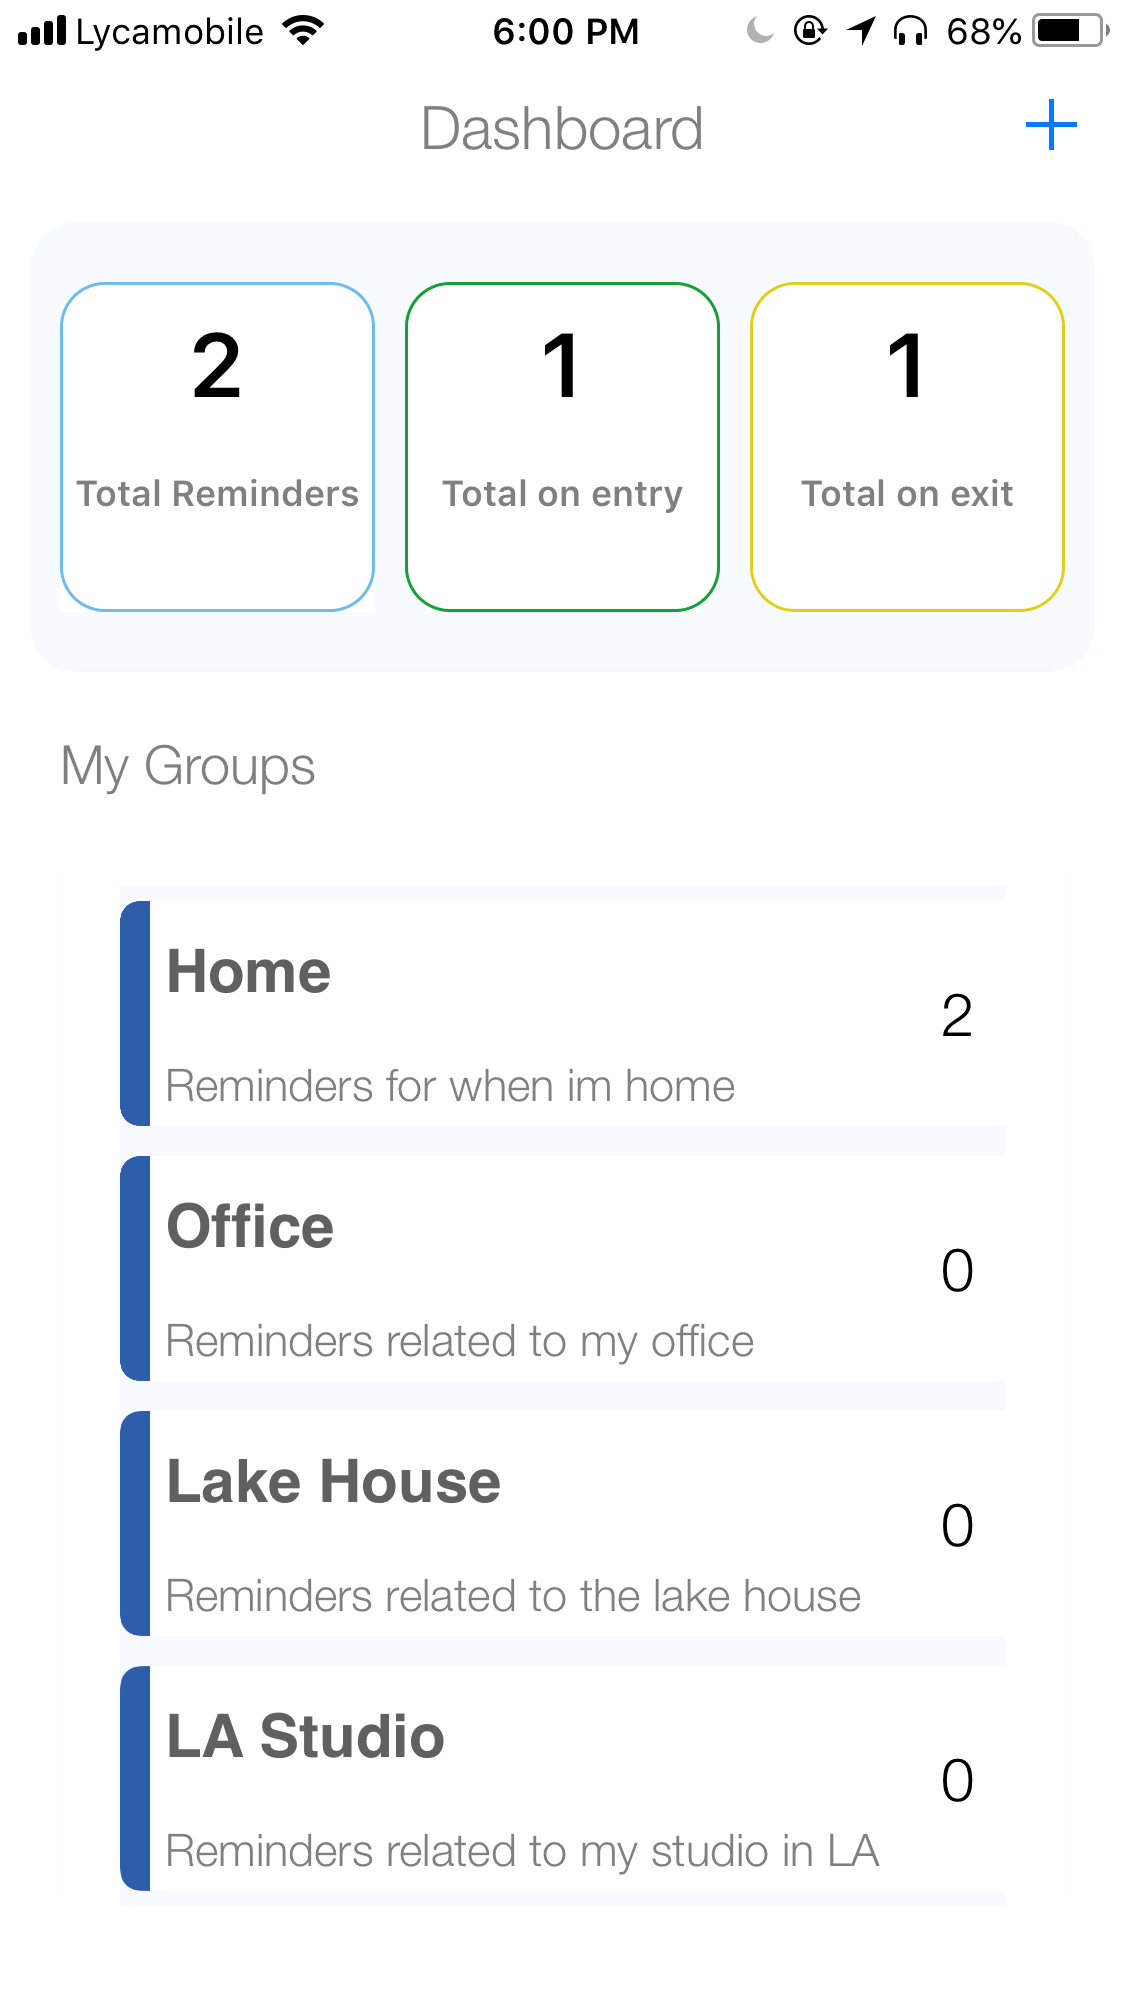 Lycamobile 6:00 PM 68%
Dashboard
2 1 1
Total Reminders Total on entry Total on exit
My Groups
Home
2
Reminders for when im home
Office
0
Reminders related to my office
Lake House
0
Reminders related to the lake house
LA Studio
0
Reminders related to my studio in LA